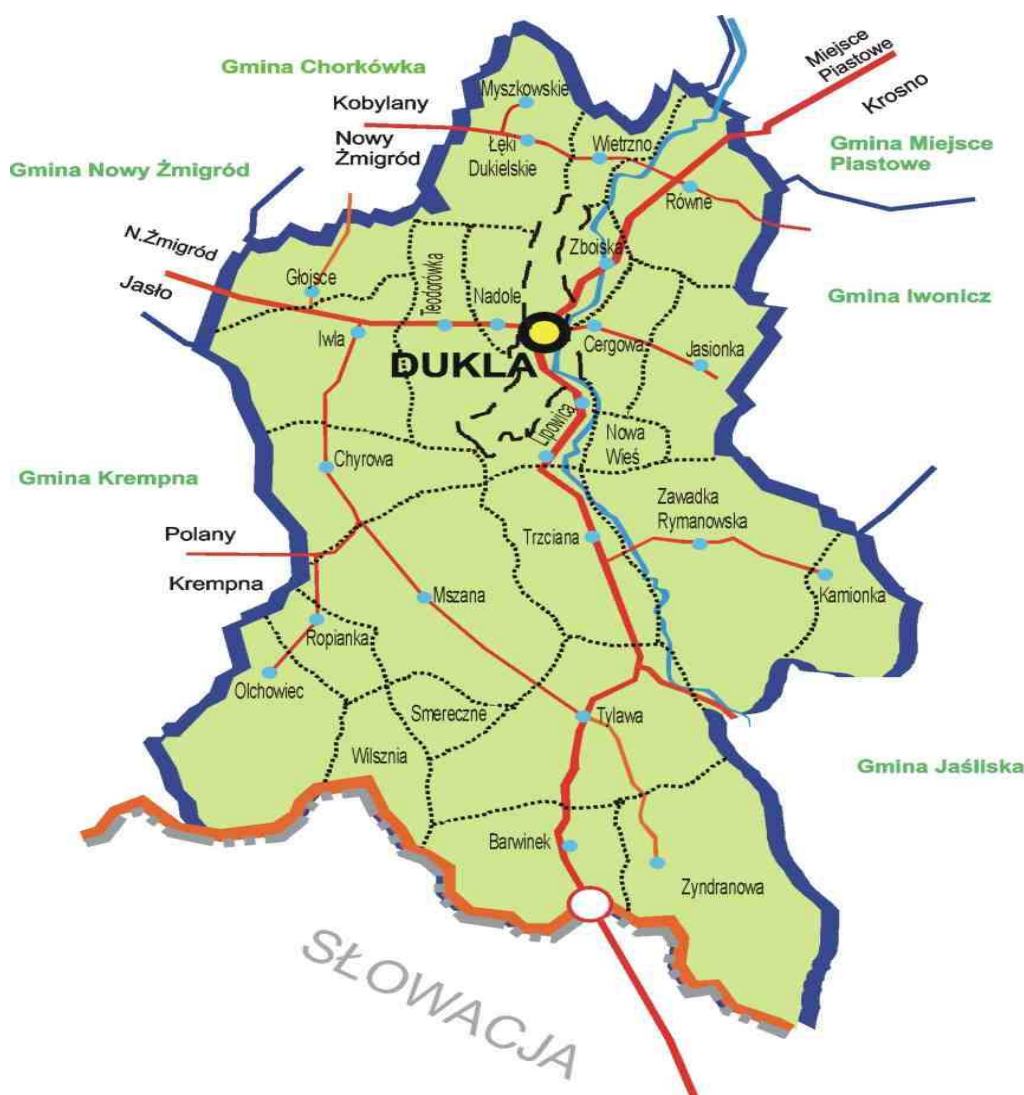 Miejsce
Piastowe
Krosno
Gmina Chorkówka
Myszkowskie
Kobylany
Nowy
Żmigród
Łęki
Dukielskie
Wietrzno
Gmina Miejsce
Piastowe
Gmina Nowy Żmigród
Równe
N.Żmigród
Jasło
Zboiska
Głojsce
Teodorówka
Nadole
Gmina Iwonicz
Iwla
Cergowa
Jasionka
DUKLA
Lipowica
Nowa
Wieś
Chyrowa
Gmina Krempna
Zawadka
Rymanowska
Polany
Trzciana
Krempna
Mszana
Kamionka
Ropianka
Olchowiec
Smereczne
Tylawa
Wilsznia
Gmina Jaśliska
Barwinek
Zyndranowa
SŁOWACJA